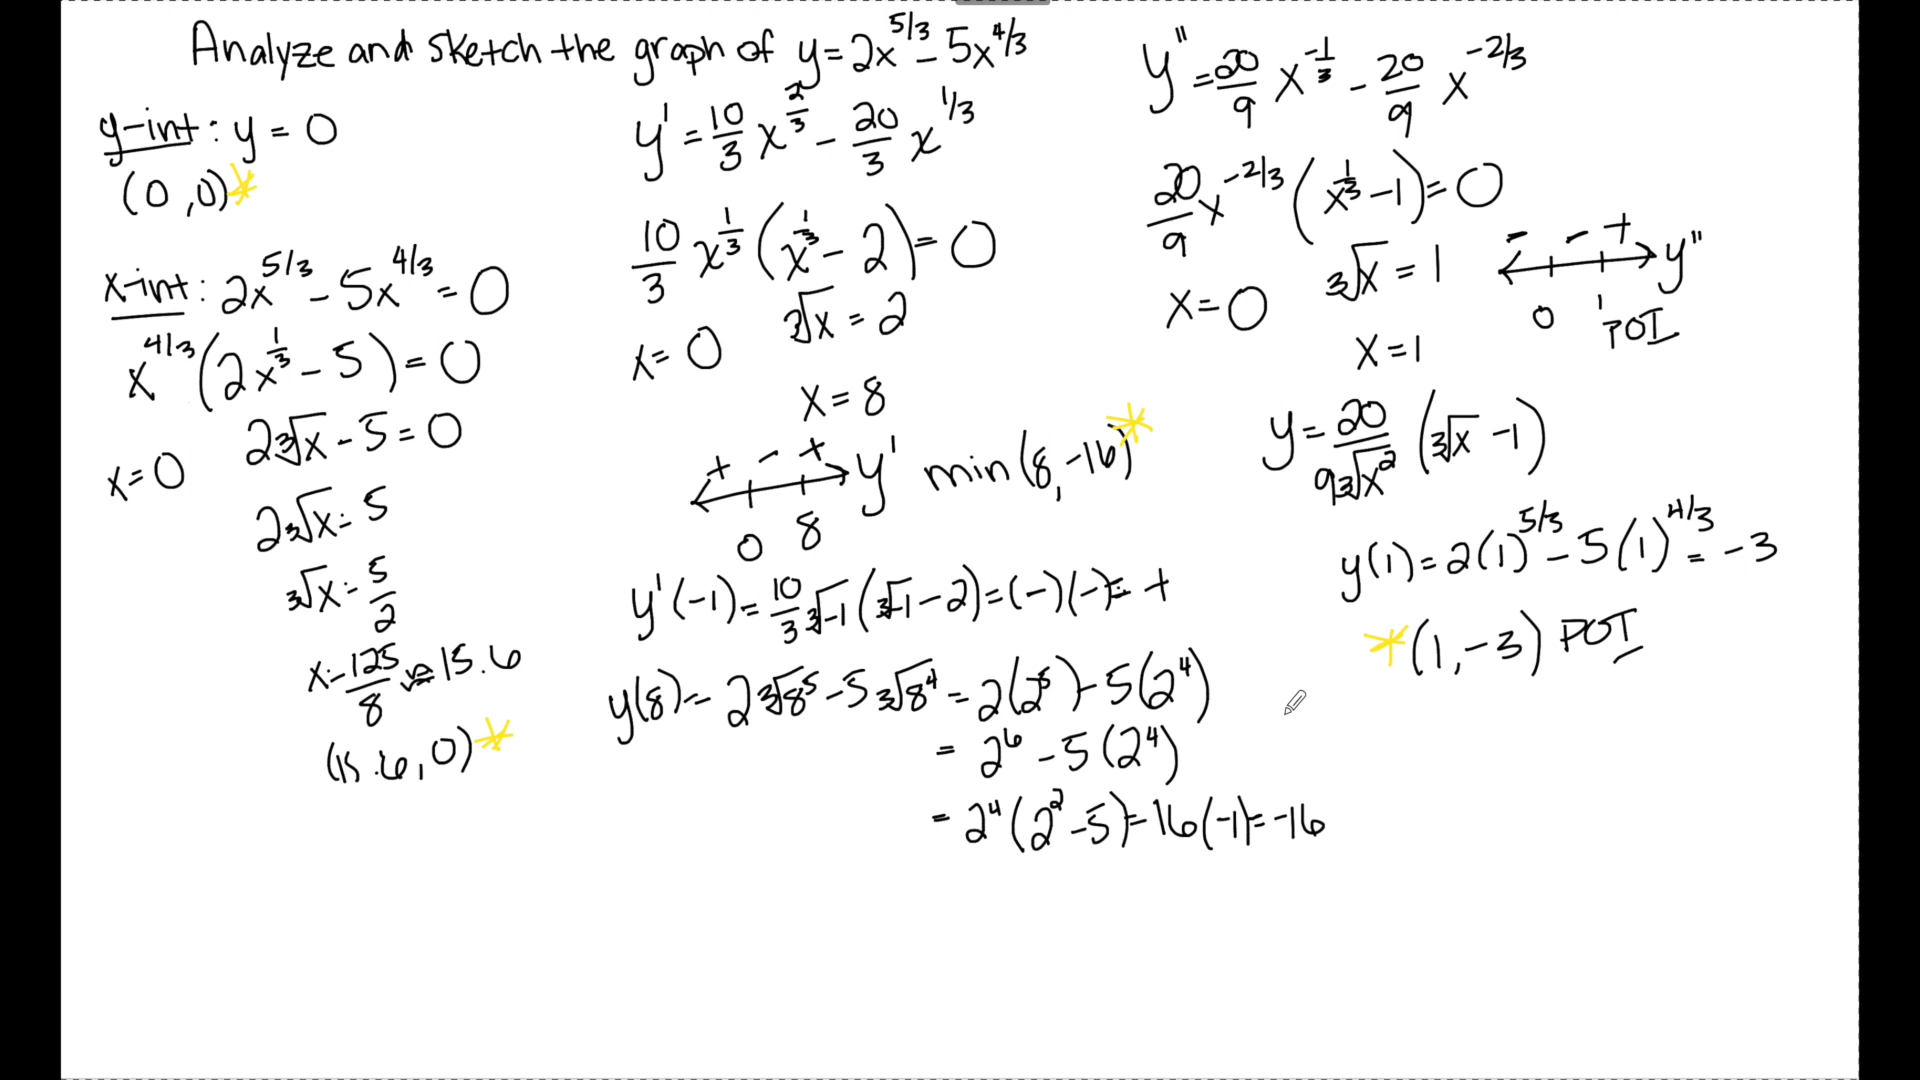 Analyze and sketch the graph of y = 2x^{5/3} - 5x^{4/3}
y-int: y = 0
(0, 0)*
x-int: 2x^{5/3} - 5x^{4/3} = 0
x^{4/3}(2x^{1/3} - 5) = 0
x = 0
2∛x - 5 = 0
2∛x = 5
∛x = 5/2
x = 125/8 ≈ 15.6
(15.6, 0)*
y' = 10/3 x^{2/3} - 20/3 x^{1/3}
10/3 x^{1/3}(x^{1/3} - 2) = 0
x = 0
∛x = 2
x = 8
+ - + y'
0 8
min (8, -16)*
y'(-1) = 10/3 ∛-1 (∛-1 - 2) = (-)(-) = +
y(8) = 2∛8^5 - 5∛8^4 = 2(2^5) - 5(2^4)
= 2^6 - 5(2^4)
= 2^4(2^2 - 5) = 16(-1) = -16
y'' = 20/9 x^{-1/3} - 20/9 x^{-2/3}
20/9 x^{-2/3}(x^{1/3} - 1) = 0
x = 0
∛x = 1
x = 1
- - + y''
0 1
POI
y = 20/9∛x^2 (∛x - 1)
y(1) = 2(1)^{5/3} - 5(1)^{4/3} = -3
*(1, -3) POI